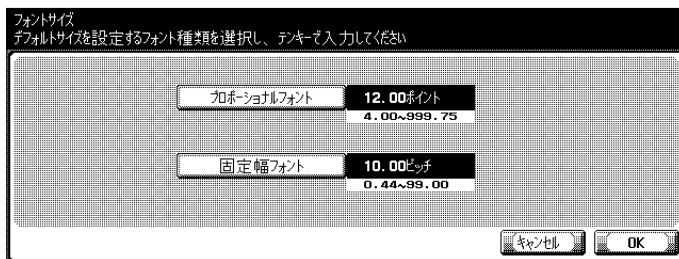 フォントサイズ
デフォルトサイズを設定するフォント種類を選択し、テンキーで入力してください
プロポーショナルフォント 12.00ポイント
4.00~999.75
固定幅フォント 10.00ピッチ
0.44~99.00
キャンセル OK